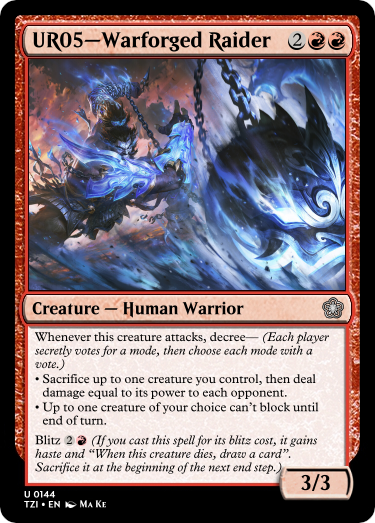 UR05—Warforged Raider 2
Creature — Human Warrior
Whenever this creature attacks, decree— (Each player
secretly votes for a mode, then choose each mode with a
vote.)
• Sacrifice up to one creature you control, then deal
damage equal to its power to each opponent.
• Up to one creature of your choice can't block until
end of turn.
Blitz 2 (If you cast this spell for its blitz cost, it gains
haste and “When this creature dies, draw a card”.
Sacrifice it at the beginning of the next end step.)
3/3
U 0144
TZI • EN Ma Ke